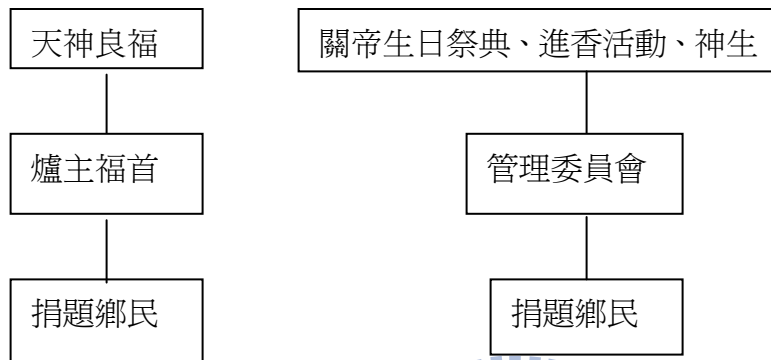 天神良福
關帝生日祭典、進香活動、神生
爐主福首
管理委員會
捐題鄉民
捐題鄉民